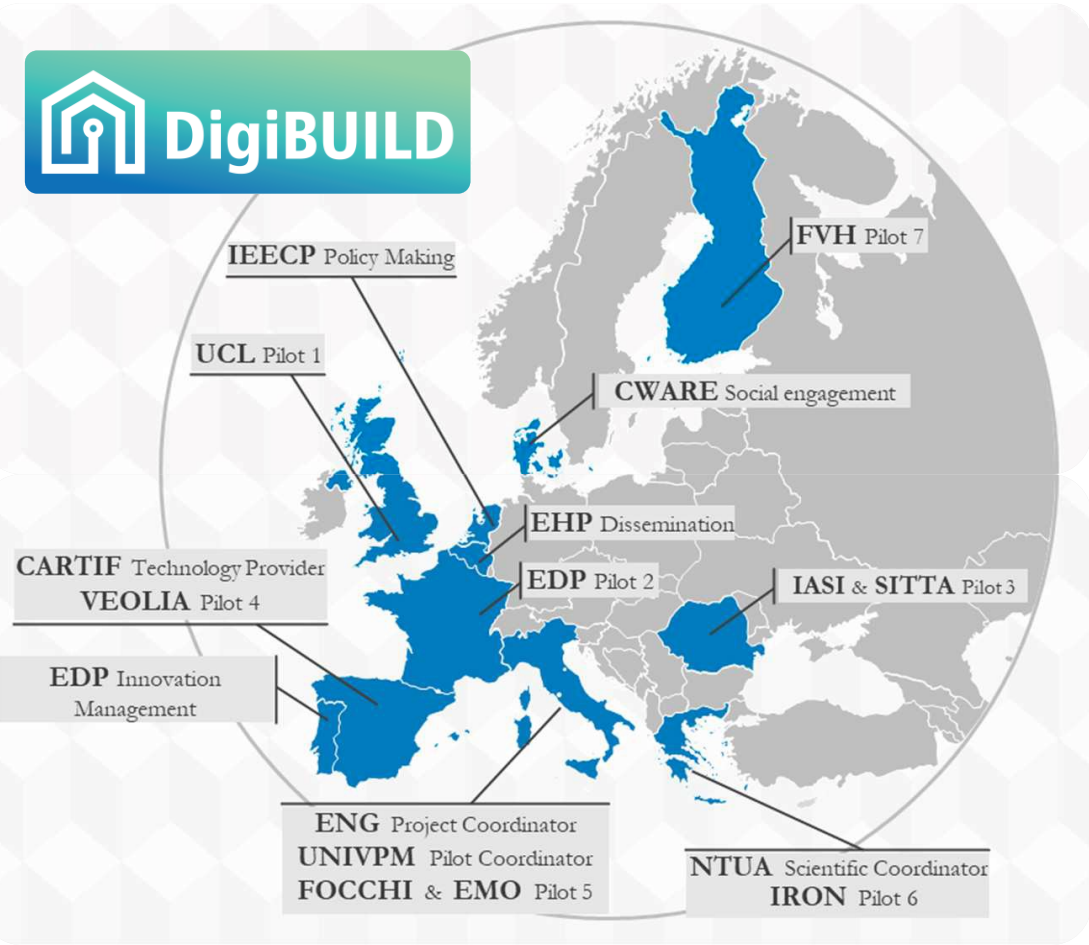 DigiBUILD
IEECP Policy Making
FVH Pilot 7
UCL Pilot 1
CWARE Social engagement
EHP Dissemination
CARTIF Technology Provider
VEOLIA Pilot 4
EDP Pilot 2
IASI & SITTA Pilot 3
EDP Innovation
Management
ENG Project Coordinator
UNIVPM Pilot Coordinator
FOCCHI & EMO Pilot 5
NTUA Scientific Coordinator
IRON Pilot 6